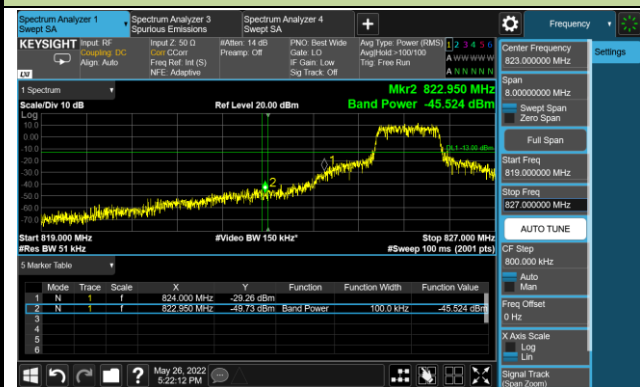 Spectrum Analyzer 1
Swept SA
Spectrum Analyzer 3
Spurious Emissions
Spectrum Analyzer 4
Swept SA
+
Frequency
Settings
KEYSIGHT
LXI
Input: RF
Coupling: DC
Align: Auto
Input Z: 50 Ω
Corr CCorr
Freq Ref: Int (S)
NFE: Adaptive
#Atten: 14 dB
Preamp: Off
PNO: Best Wide
Gate: LO
IF Gain: Low
Sig Track: Off
Avg Type: Power (RMS)
Avg|Hold:>100/100
Trig: Free Run
1 2 3 4 5 6
A W W W W W
A N N N N N
1 Spectrum
Scale/Div 10 dB
Ref Level 20.00 dBm
Mkr2 822.950 MHz
Band Power -45.524 dBm
Log
10.0
0.00
-10.0
-20.0
-30.0
-40.0
-50.0
-60.0
-70.0
DL1 -13.00 dBm
1
2
Start 819.000 MHz
#Res BW 51 kHz
#Video BW 150 kHz*
Stop 827.000 MHz
#Sweep 100 ms (2001 pts)
5 Marker Table
Mode Trace Scale X Y Function Function Width Function Value
1 N 1 f 824.000 MHz -29.26 dBm
2 N 1 f 822.950 MHz -49.73 dBm Band Power 100.0 kHz -45.524 dBm
3
4
5
6
Center Frequency
823.000000 MHz
Span
8.00000000 MHz
Swept Span
Zero Span
Full Span
Start Freq
819.000000 MHz
Stop Freq
827.000000 MHz
AUTO TUNE
CF Step
800.000 kHz
Auto
Man
Freq Offset
0 Hz
X Axis Scale
Log
Lin
Signal Track
(Span Zoom)
?
May 26, 2022
5:22:12 PM